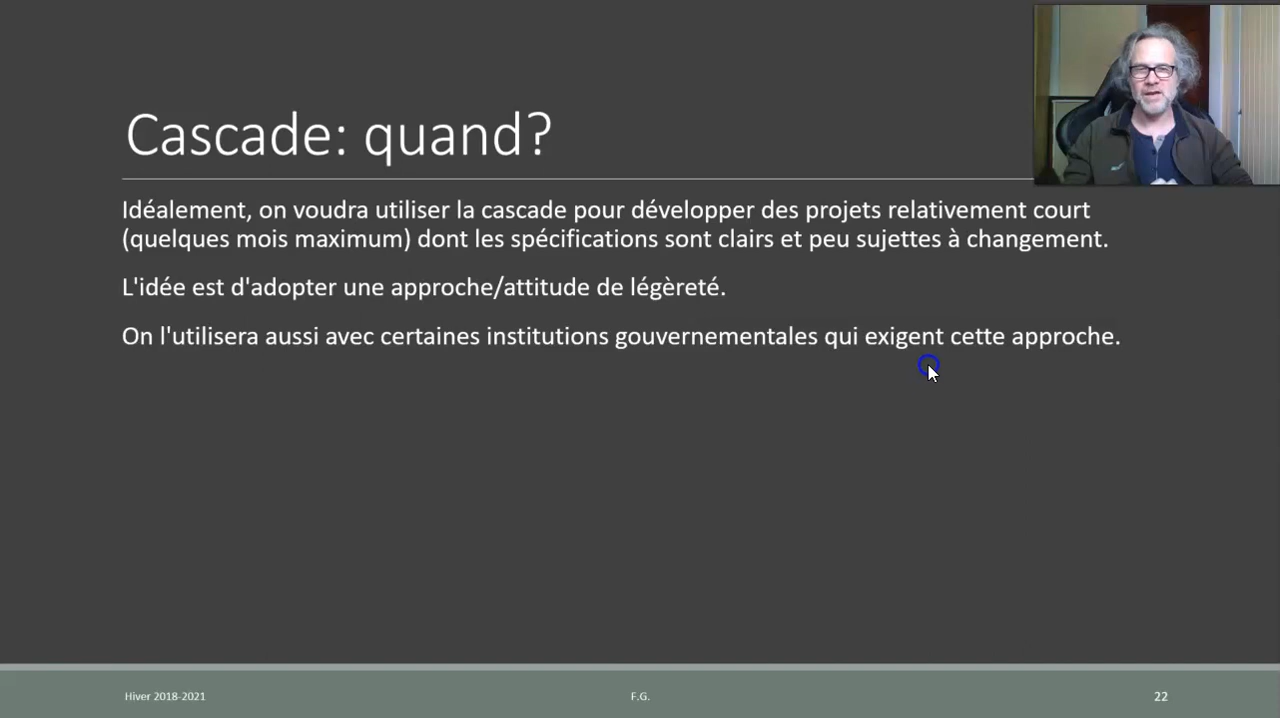 Cascade: quand?
Idéalement, on voudra utiliser la cascade pour développer des projets relativement court
(quelques mois maximum) dont les spécifications sont clairs et peu sujettes à changement.
L'idée est d'adopter une approche/attitude de légèreté.
On l'utilisera aussi avec certaines institutions gouvernementales qui exigent cette approche.
Hiver 2018-2021
F.G.
22